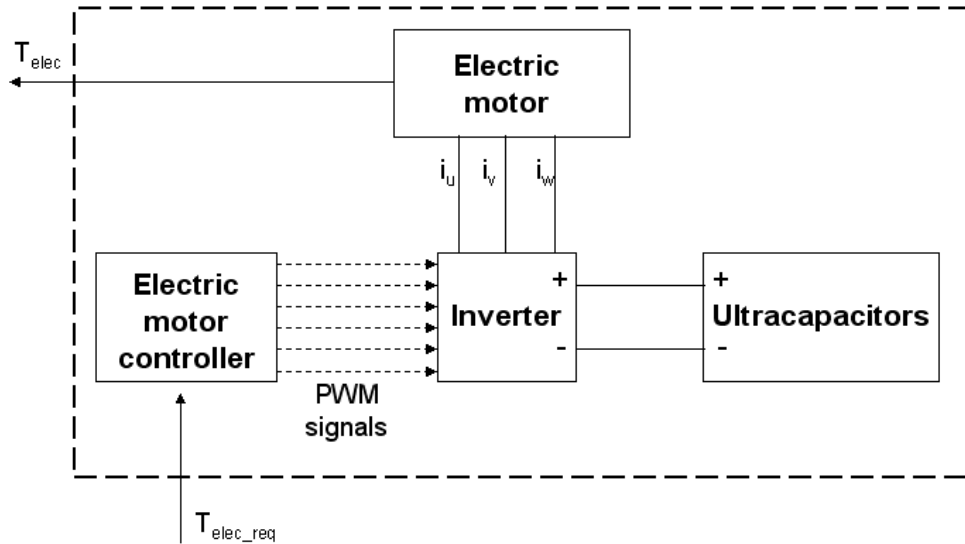 T_elec
Electric
motor
i_u i_v i_w
Electric
motor
controller
+
Inverter
-
+
Ultracapacitors
-
PWM
signals
T_elec_req